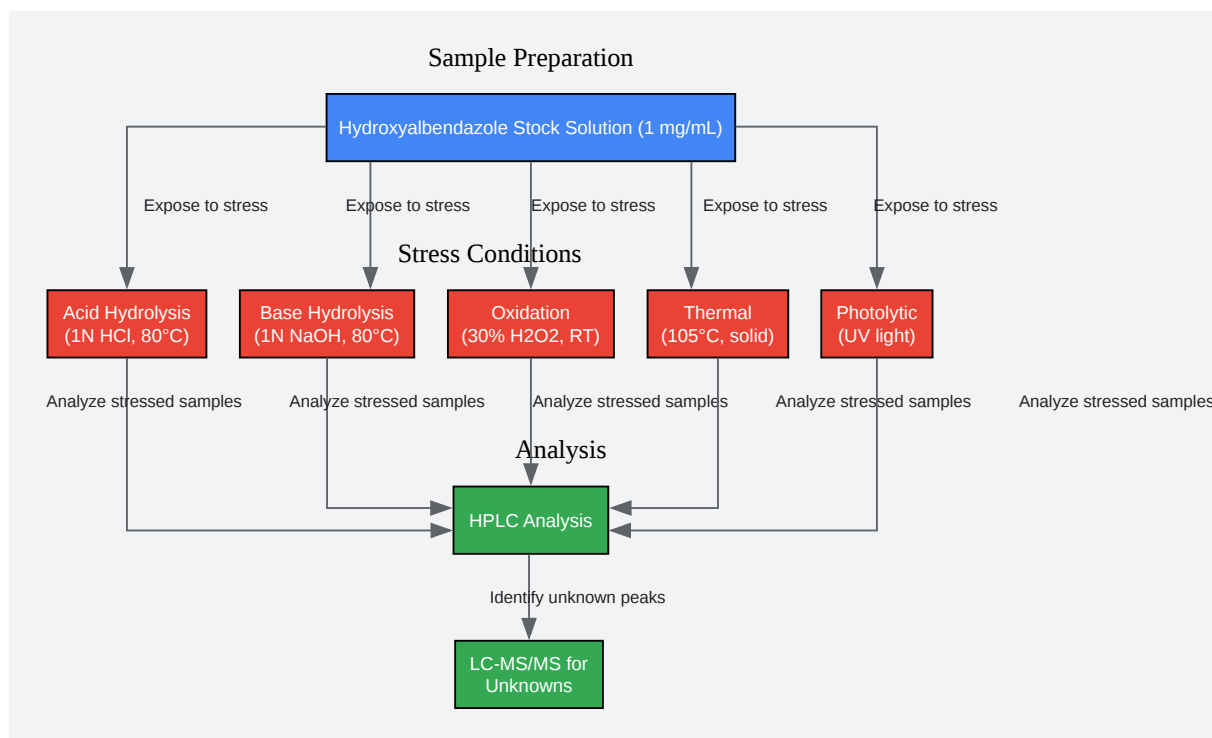 Sample Preparation
Hydroxyalbendazole Stock Solution (1 mg/mL)
Expose to stress
Expose to stress
Expose to stress
Expose to stress
Expose to stress
Stress Conditions
Acid Hydrolysis
(1N HCl, 80°C)
Base Hydrolysis
(1N NaOH, 80°C)
Oxidation
(30% H2O2, RT)
Thermal
(105°C, solid)
Photolytic
(UV light)
Analyze stressed samples
Analyze stressed samples
Analyze stressed samples
Analyze stressed samples
Analyze stressed samples
Analysis
HPLC Analysis
Identify unknown peaks
LC-MS/MS for
Unknowns